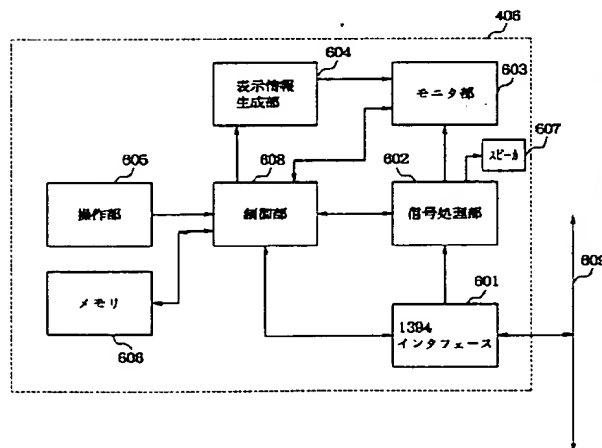 406
604
表示情報
生成部
モニタ部
603
607
スピーカ
605
608
602
操作部
制御部
信号処理部
609
601
メモリ
1394
インタフェース
606